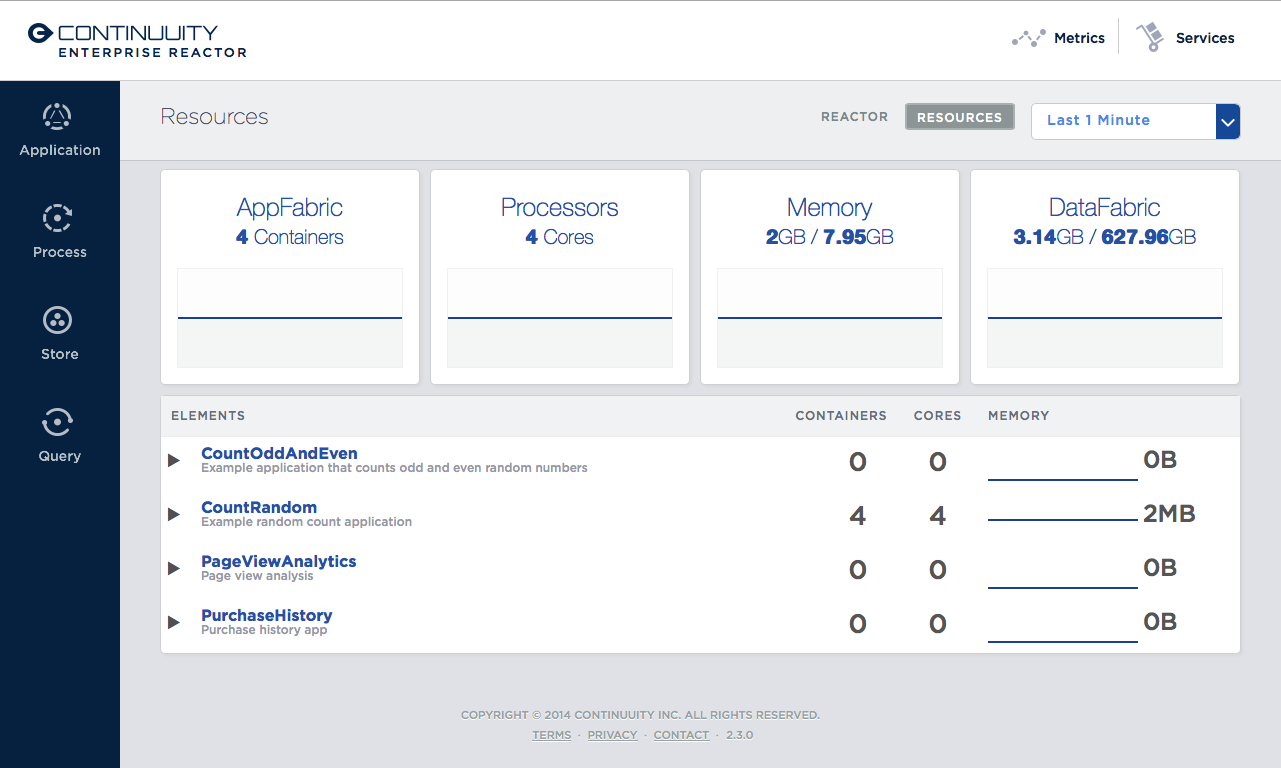 CONTINUUITY
ENTERPRISE REACTOR
Metrics
Services
Application
Process
Store
Query
Resources
REACTOR
RESOURCES
Last 1 Minute
AppFabric
4 Containers
Processors
4 Cores
Memory
2GB / 7.95GB
DataFabric
3.14GB / 627.96GB
ELEMENTS CONTAINERS CORES MEMORY
CountOddAndEven
Example application that counts odd and even random numbers
0 0 0B
CountRandom
Example random count application
4 4 2MB
PageViewAnalytics
Page view analysis
0 0 0B
PurchaseHistory
Purchase history app
0 0 0B
COPYRIGHT © 2014 CONTINUUITY INC. ALL RIGHTS RESERVED.
TERMS · PRIVACY · CONTACT · 2.3.0